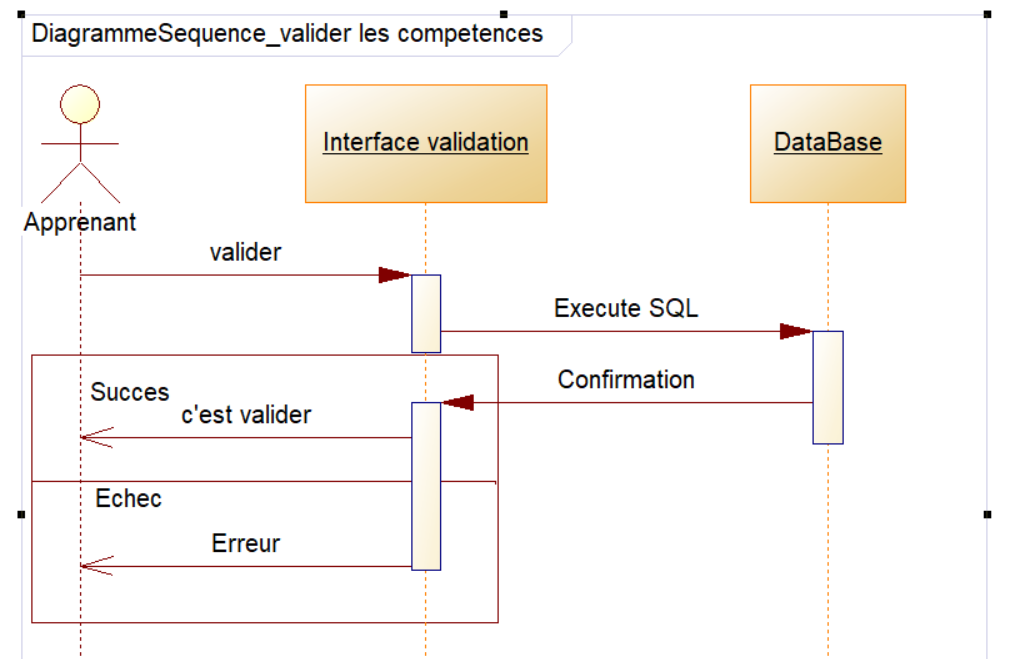 DiagrammeSequence_valider les competences
Interface validation
DataBase
Apprenant
valider
Execute SQL
Confirmation
Succes
c'est valider
Echec
Erreur